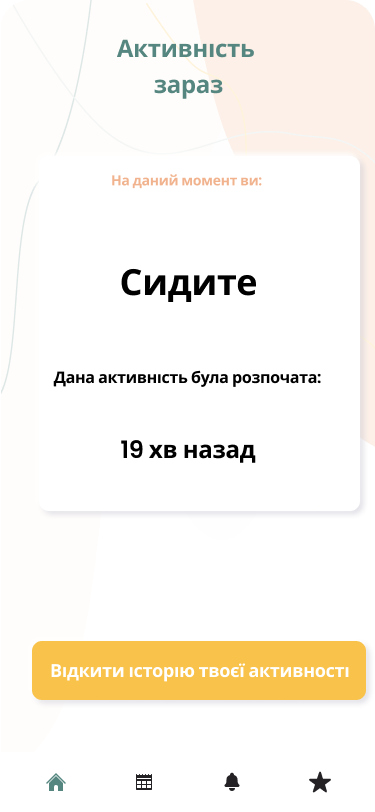 Активність
зараз
На даний момент ви:
Сидите
Дана активність була розпочата:
19 хв назад
Відкити історію твоєї активності